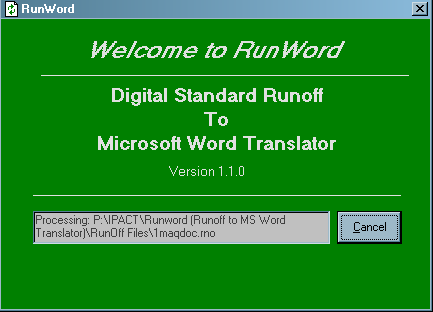 RunWord
Welcome to RunWord
Digital Standard Runoff
To
Microsoft Word Translator
Version 1.1.0
Processing: P:\IPACT\Runword (Runoff to MS Word
Translator)\RunOff Files\1maqdoc.rno
Cancel